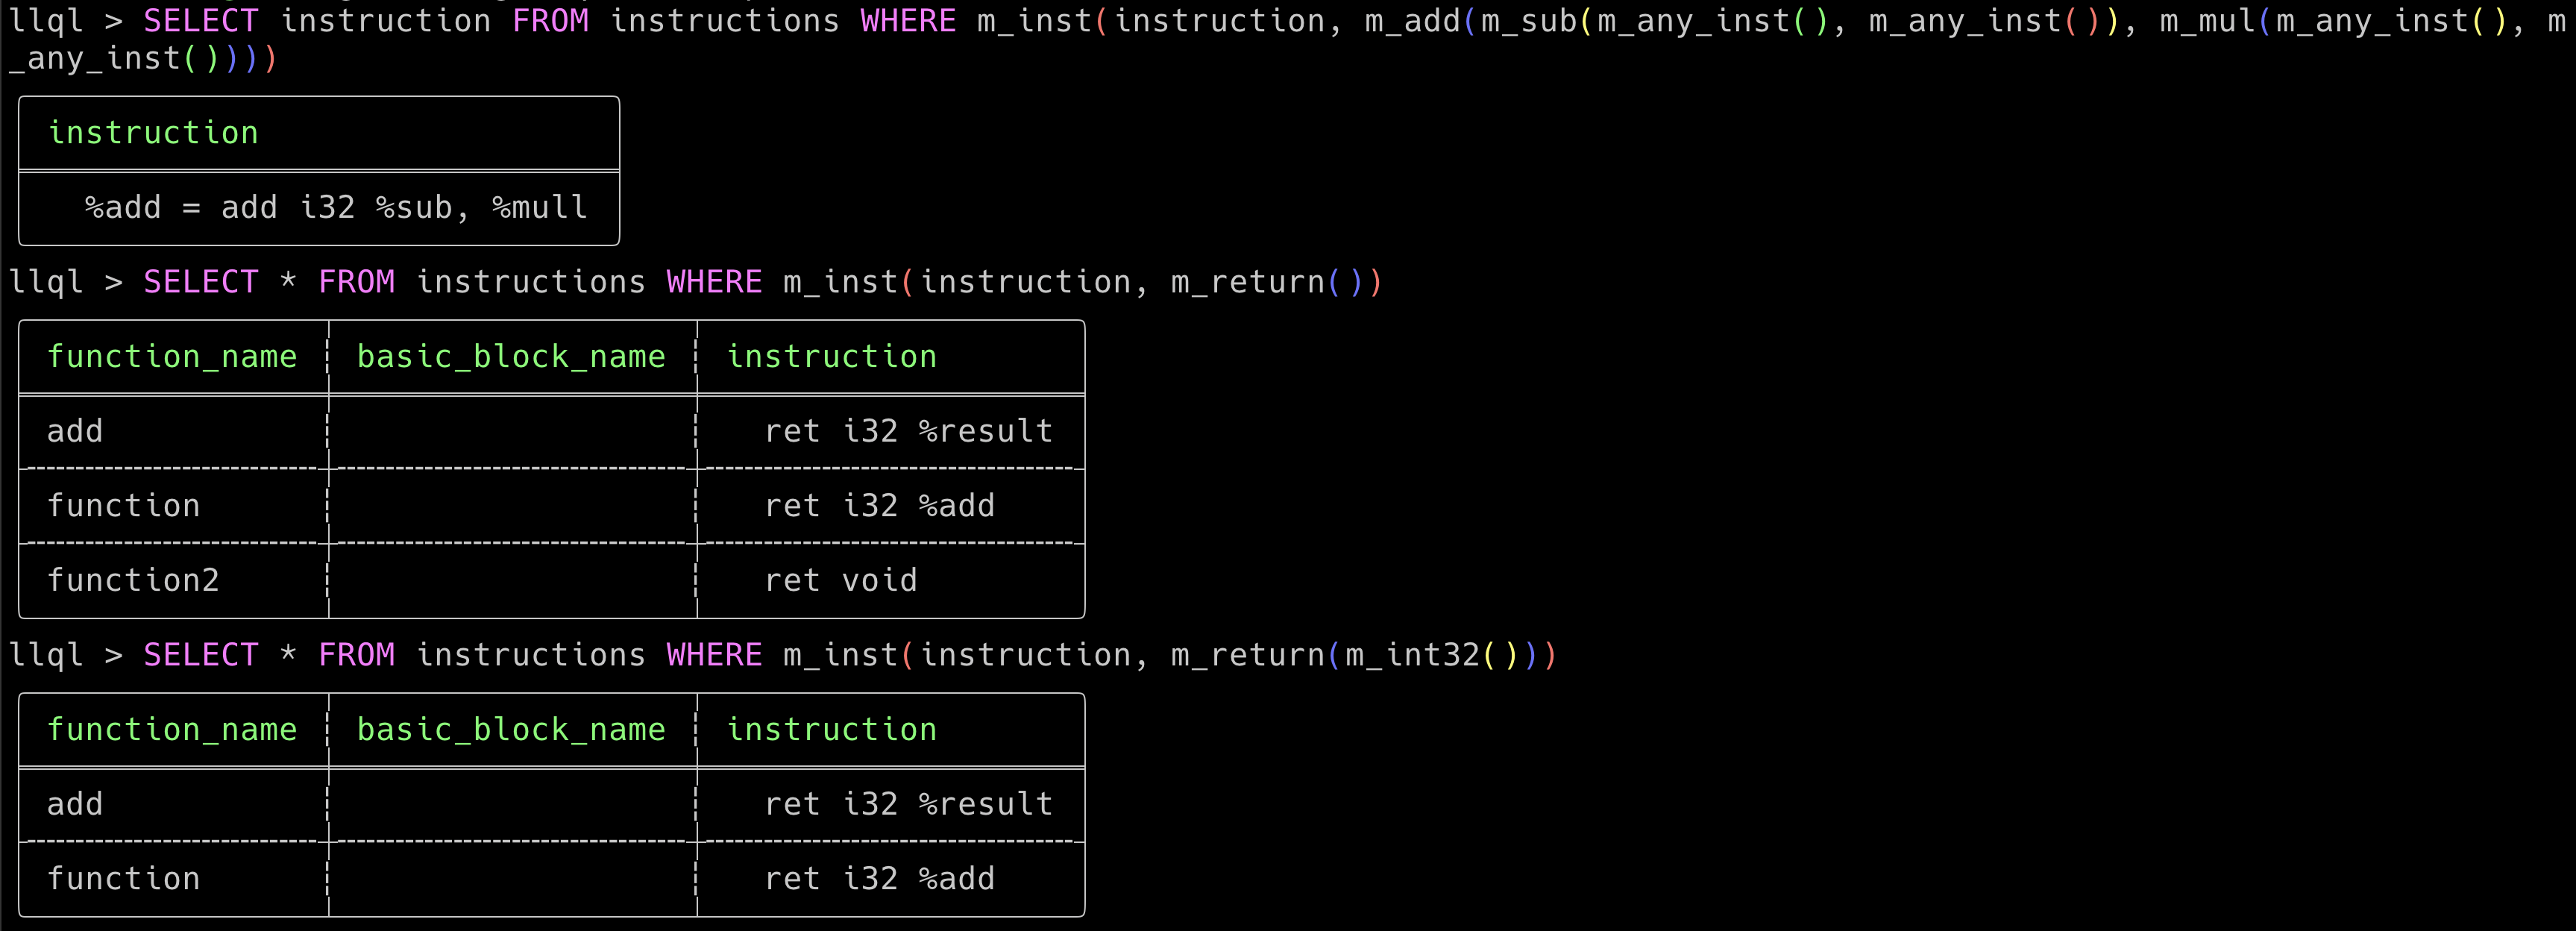 llql > SELECT instruction FROM instructions WHERE m_inst(instruction, m_add(m_sub(m_any_inst(), m_any_inst()), m_mul(m_any_inst(), m
_any_inst())))
instruction
%add = add i32 %sub, %mull
llql > SELECT * FROM instructions WHERE m_inst(instruction, m_return())
function_name basic_block_name instruction
add ret i32 %result
function ret i32 %add
function2 ret void
llql > SELECT * FROM instructions WHERE m_inst(instruction, m_return(m_int32()))
function_name basic_block_name instruction
add ret i32 %result
function ret i32 %add